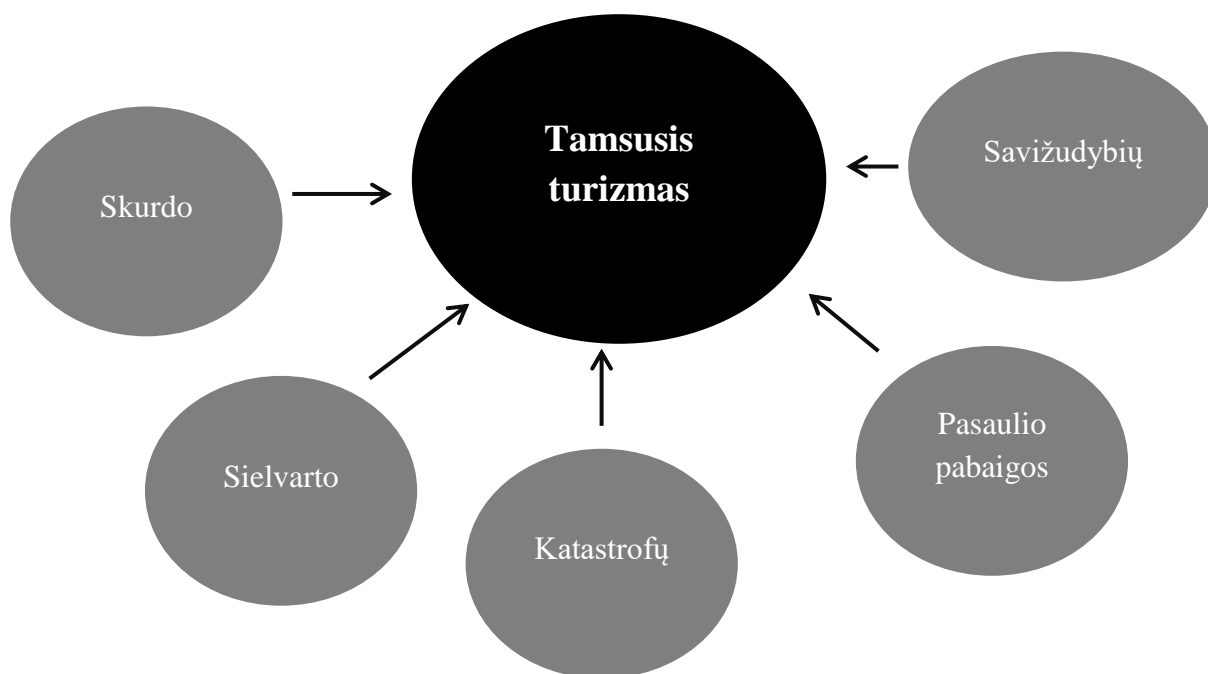 Tamsusis
turizmas
Savižudybių
Skurdo
Sielvarto
Katastrofų
Pasaulio
pabaigos